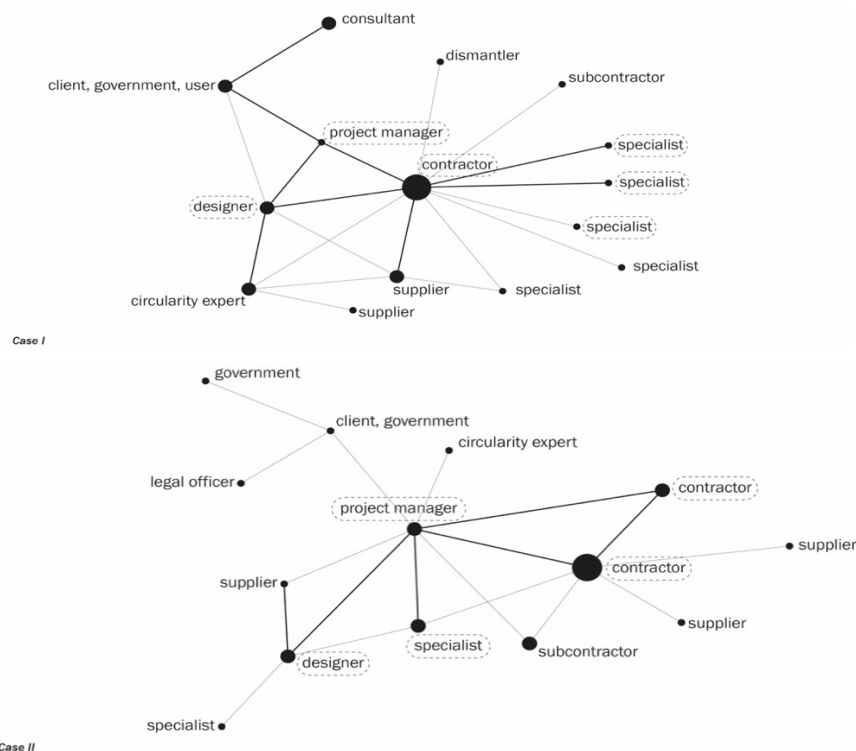 consultant
dismantler
subcontractor
client, government, user
project manager
specialist
contractor
specialist
designer
specialist
specialist
circularity expert
supplier
specialist
supplier
Case I
government
client, government
circularity expert
legal officer
contractor
project manager
supplier
contractor
supplier
supplier
specialist
subcontractor
designer
specialist
Case II